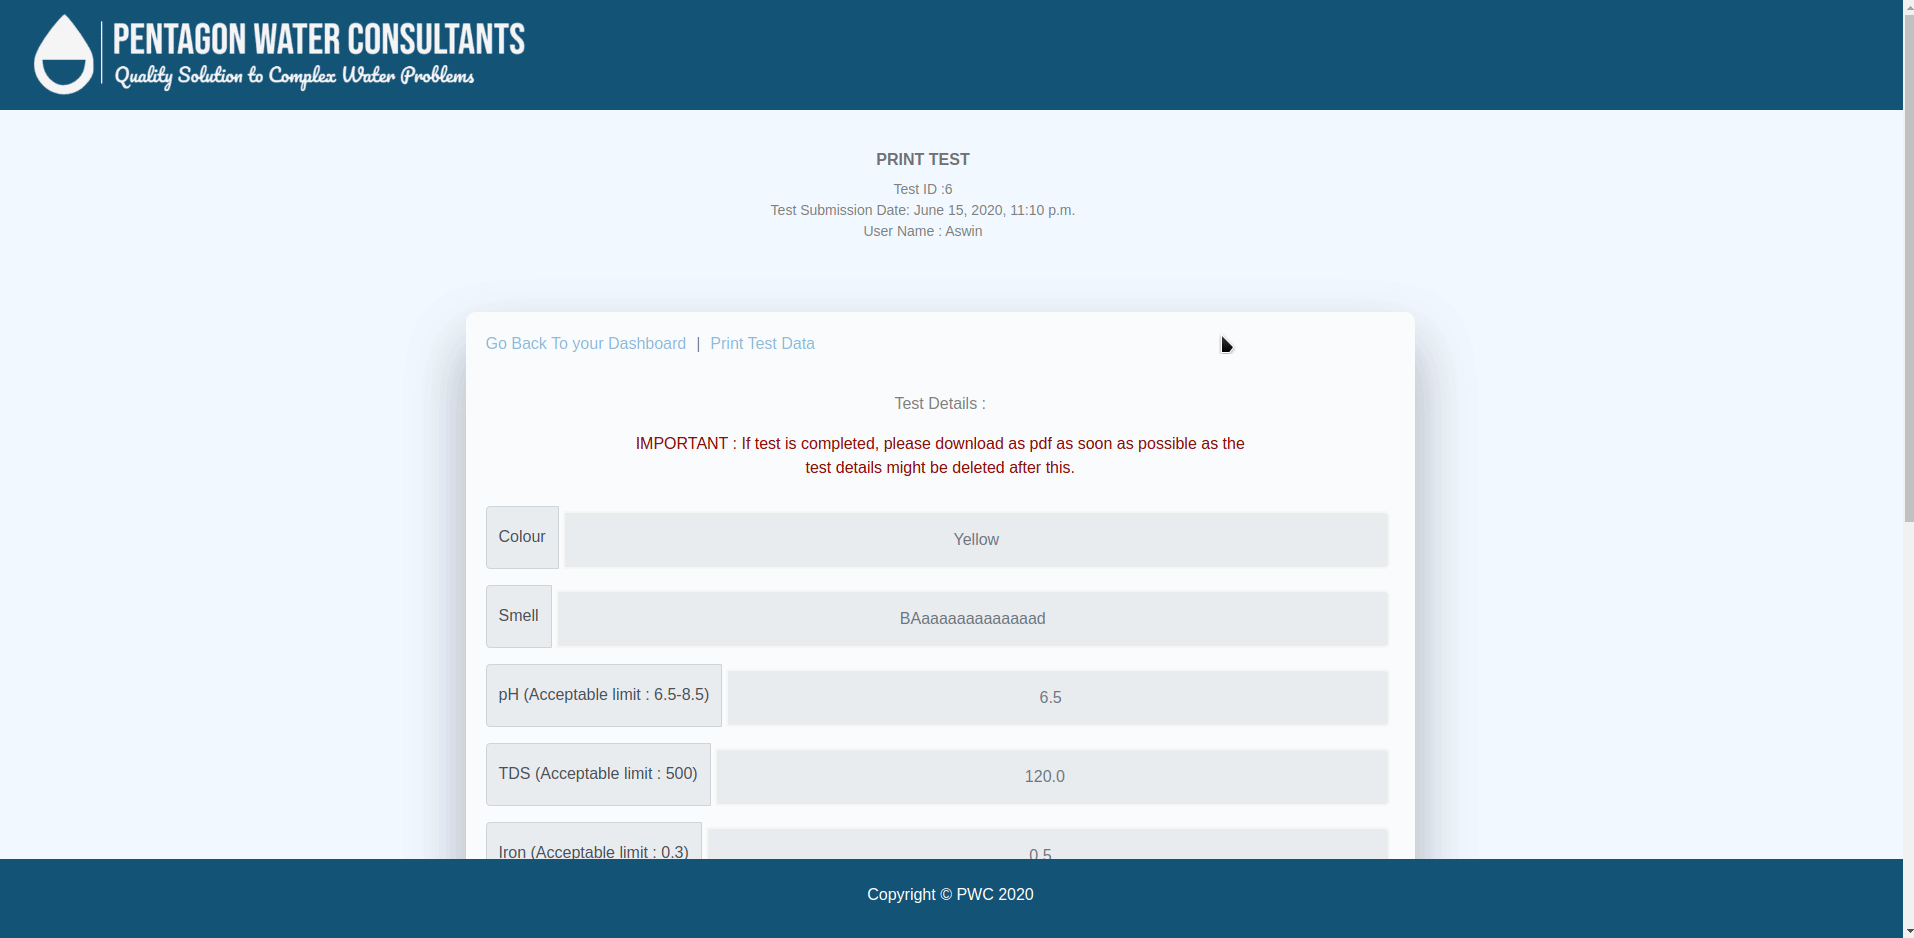 PENTAGON WATER CONSULTANTS
Quality Solution to Complex Water Problems
PRINT TEST
Test ID :6
Test Submission Date: June 15, 2020, 11:10 p.m.
User Name : Aswin
Go Back To your Dashboard | Print Test Data
Test Details :
IMPORTANT : If test is completed, please download as pdf as soon as possible as the
test details might be deleted after this.
Colour Yellow
Smell BAaaaaaaaaaaaaad
pH (Acceptable limit : 6.5-8.5) 6.5
TDS (Acceptable limit : 500) 120.0
Iron (Acceptable limit : 0.3) 0.5
Copyright © PWC 2020